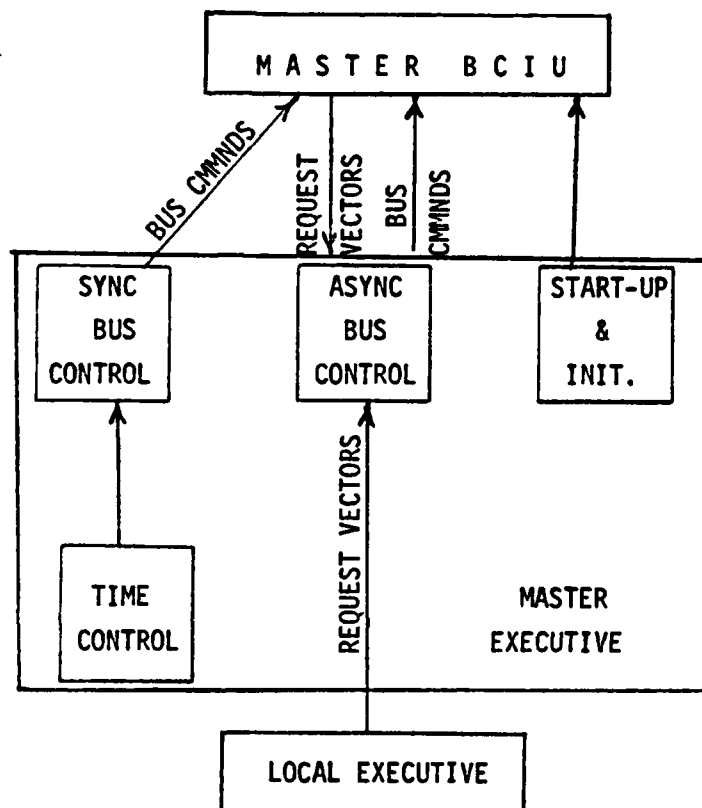 MASTER BCIU
BUS CMMNDS
REQUEST
VECTORS
BUS
CMMNDS
SYNC
BUS
CONTROL
ASYNC
BUS
CONTROL
START-UP
&
INIT.
REQUEST VECTORS
TIME
CONTROL
MASTER
EXECUTIVE
LOCAL EXECUTIVE